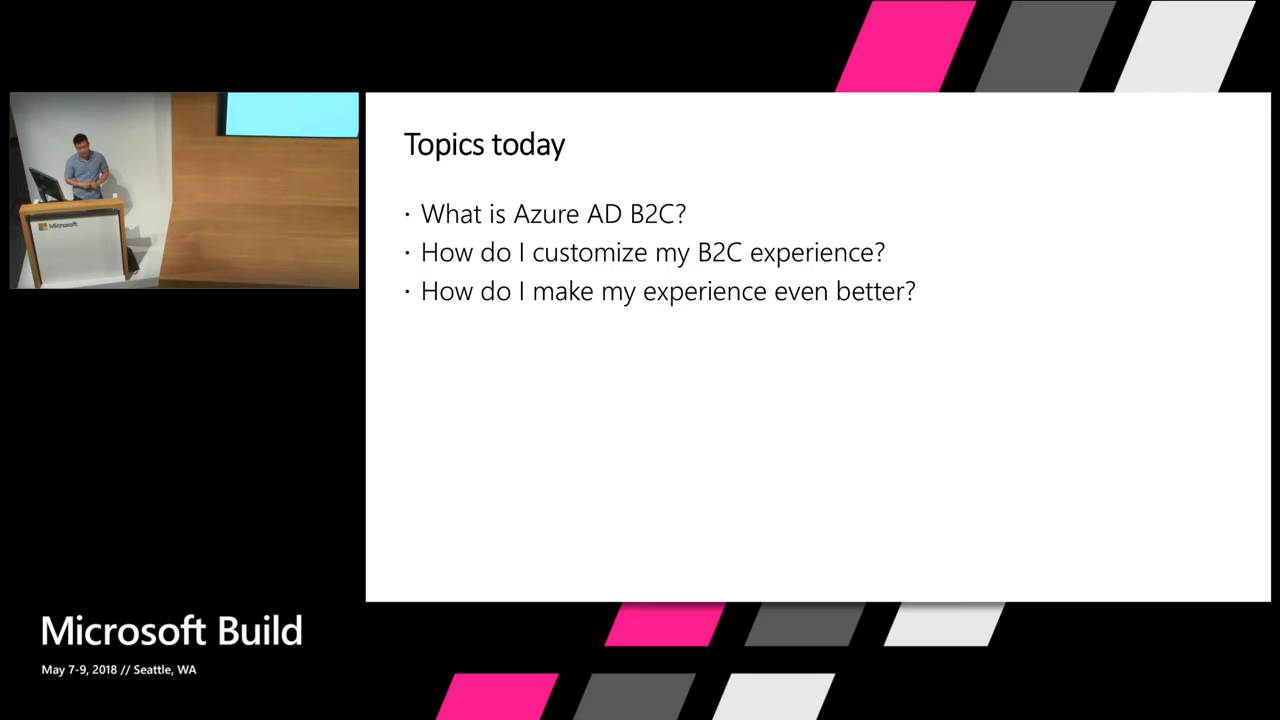 Topics today
· What is Azure AD B2C?
· How do I customize my B2C experience?
· How do I make my experience even better?
Microsoft
Microsoft Build
May 7-9, 2018 // Seattle, WA